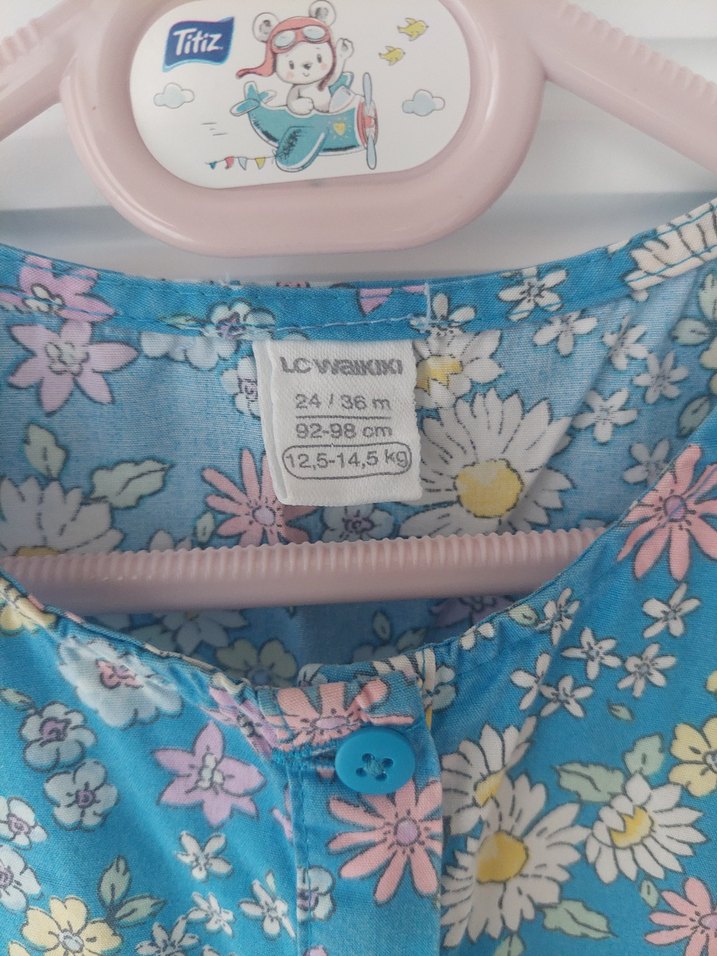 Titiz
LC WAIKIKI
24 / 36 m
92-98 cm
12,5-14,5 kg